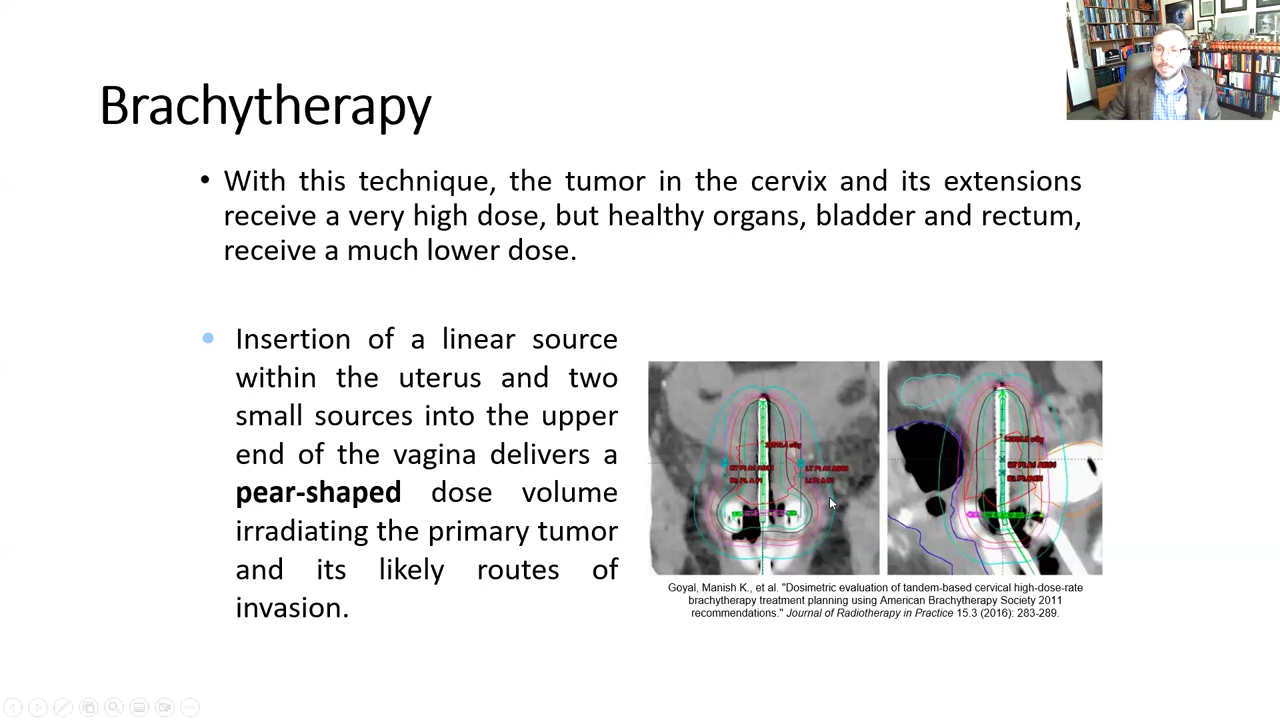 Brachytherapy
• With this technique, the tumor in the cervix and its extensions
receive a very high dose, but healthy organs, bladder and rectum,
receive a much lower dose.
• Insertion of a linear source
within the uterus and two
small sources into the upper
end of the vagina delivers a
pear-shaped dose volume
irradiating the primary tumor
and its likely routes of
invasion.
Goyal, Manish K., et al. "Dosimetric evaluation of tandem-based cervical high-dose-rate
brachytherapy treatment planning using American Brachytherapy Society 2011
recommendations." Journal of Radiotherapy in Practice 15.3 (2016): 283-289.